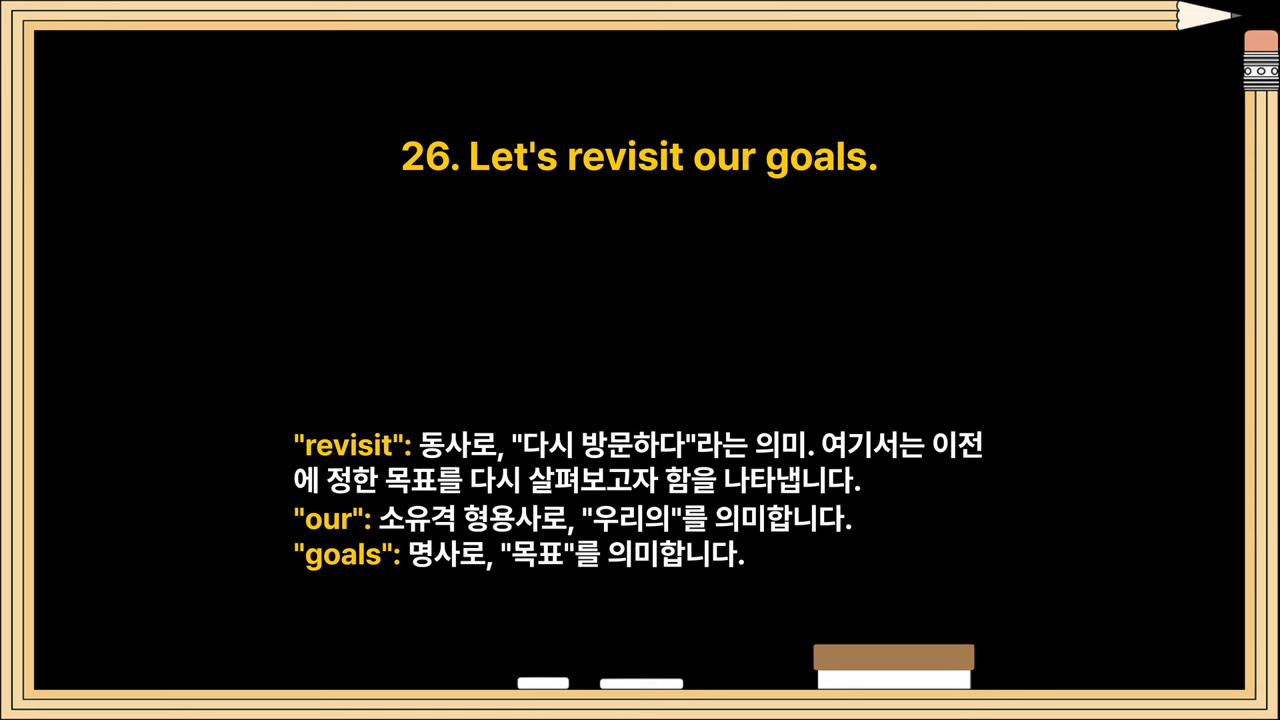 26. Let's revisit our goals.
"revisit": 동사로, "다시 방문하다"라는 의미. 여기서는 이전
에 정한 목표를 다시 살펴보고자 함을 나타냅니다.
"our": 소유격 형용사로, "우리의"를 의미합니다.
"goals": 명사로, "목표"를 의미합니다.